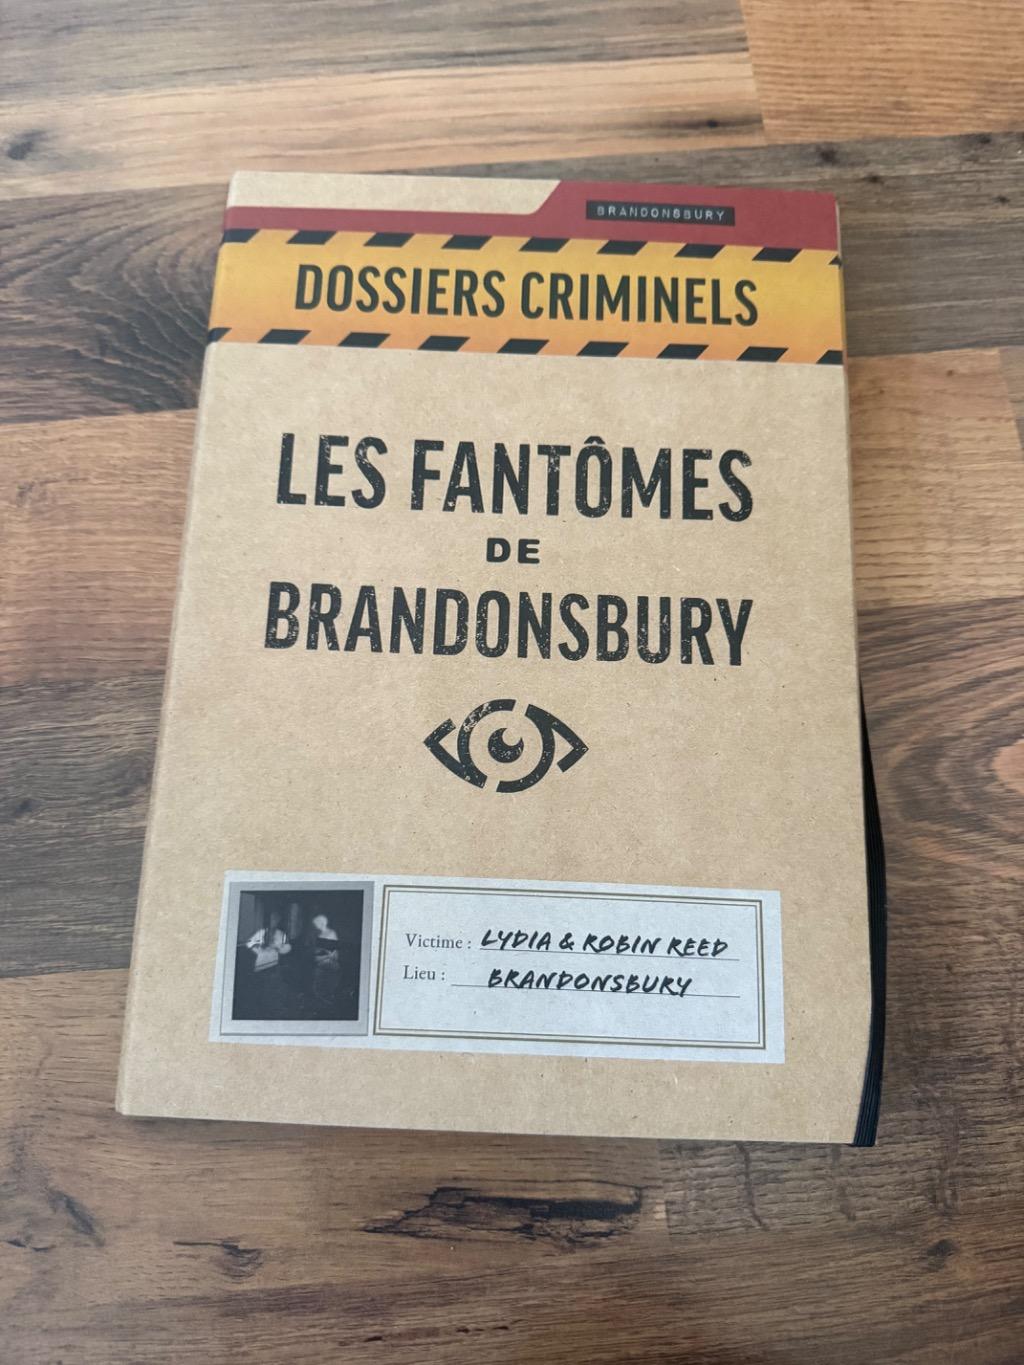 BRANDONSBURY
DOSSIERS CRIMINELS
LES FANTÔMES
DE
BRANDONSBURY
Victime : LYDIA & ROBIN REED
Lieu : BRANDONSBURY